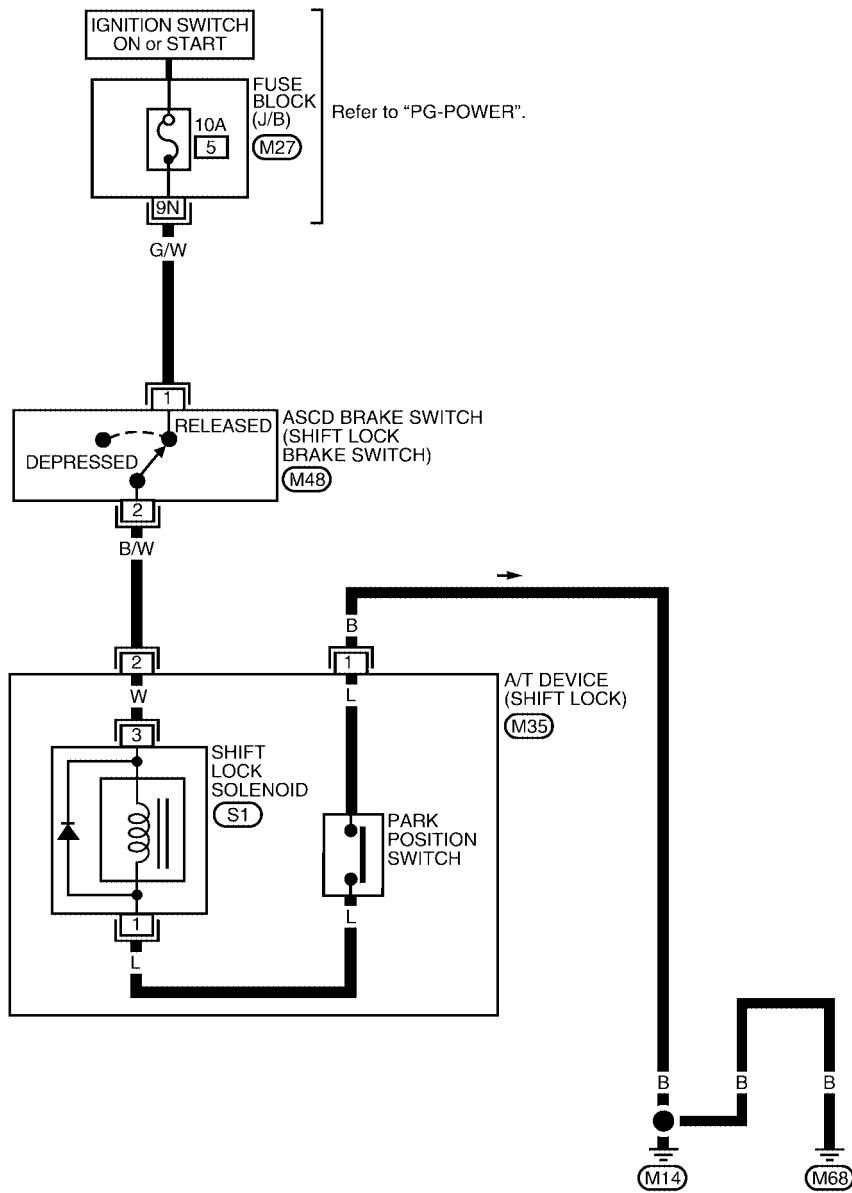 IGNITION SWITCH
ON or START
FUSE
BLOCK
(J/B)
M27
10A
5
Refer to “PG-POWER”.
9N
G/W
1
RELEASED
DEPRESSED
ASCD BRAKE SWITCH
(SHIFT LOCK
BRAKE SWITCH)
M48
2
B/W
B
2
1
W
L
A/T DEVICE
(SHIFT LOCK)
M35
3
SHIFT
LOCK
SOLENOID
S1
PARK
POSITION
SWITCH
1
L
L
B
B
B
M14
M68